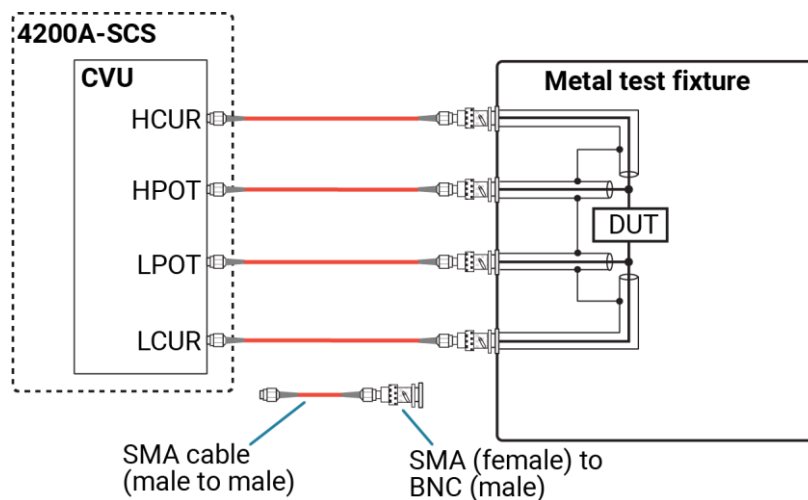 4200A-SCS
CVU
HCUR
HPOT
LPOT
LCUR
Metal test fixture
DUT
SMA cable
(male to male)
SMA (female) to
BNC (male)